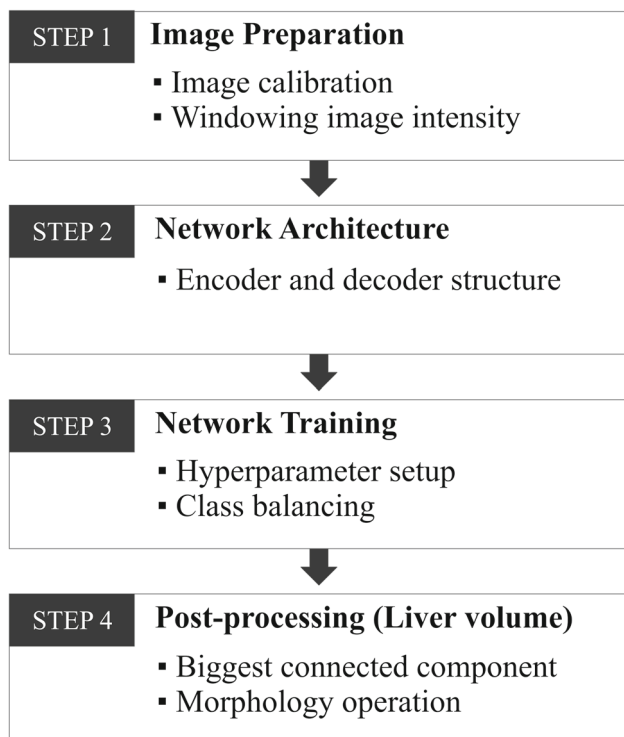 STEP 1
Image Preparation
▪ Image calibration
▪ Windowing image intensity
STEP 2
Network Architecture
▪ Encoder and decoder structure
STEP 3
Network Training
▪ Hyperparameter setup
▪ Class balancing
STEP 4
Post-processing (Liver volume)
▪ Biggest connected component
▪ Morphology operation